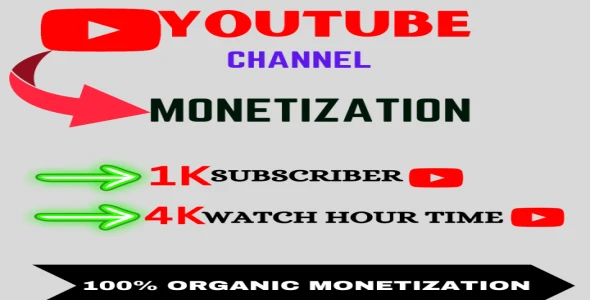 YOUTUBE
CHANNEL
MONETIZATION
1K SUBSCRIBER
4K WATCH HOUR TIME
100% ORGANIC MONETIZATION